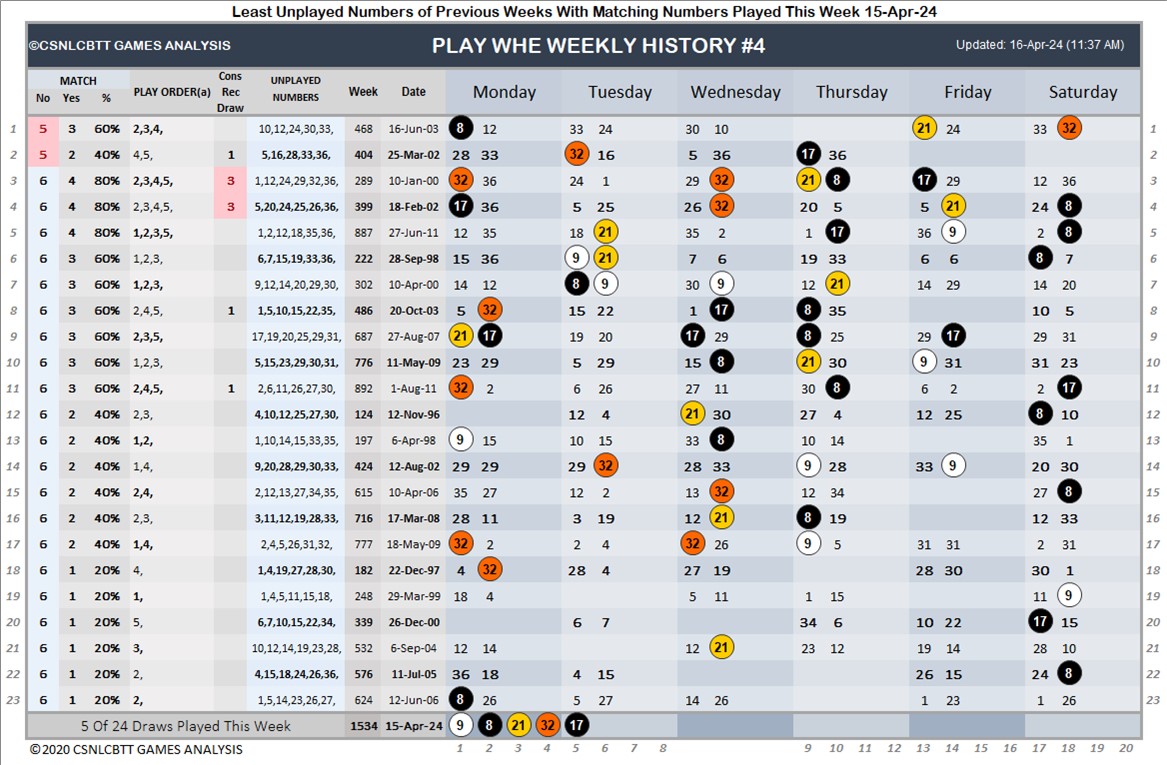 Least Unplayed Numbers of Previous Weeks With Matching Numbers Played This Week 15-Apr-24
©CSNLCBTT GAMES ANALYSIS PLAY WHE WEEKLY HISTORY #4 Updated: 16-Apr-24 (11:37 AM)
MATCH Cons UNPLAYED
No Yes % PLAY ORDER(a) Rec NUMBERS Week Date Monday Tuesday Wednesday Thursday Friday Saturday
Draw
1 5 3 60% 2,3,4, 10,12,24,30,33, 468 16-Jun-03 8 12 33 24 30 10 21 24 33 32 1
2 5 2 40% 4,5, 1 5,16,28,33,36, 404 25-Mar-02 28 33 32 16 5 36 17 36 2
3 6 4 80% 2,3,4,5, 3 1,12,24,29,32,36, 289 10-Jan-00 32 36 24 1 29 32 21 8 17 29 12 36 3
4 6 4 80% 2,3,4,5, 3 5,20,24,25,26,36, 399 18-Feb-02 17 36 5 25 26 32 20 5 5 21 24 8 4
5 6 4 80% 1,2,3,5, 1,2,12,18,35,36, 887 27-Jun-11 12 35 18 21 35 2 1 17 36 9 2 8 5
6 6 3 60% 1,2,3, 6,7,15,19,33,36, 222 28-Sep-98 15 36 9 21 7 6 19 33 6 6 8 7 6
7 6 3 60% 1,2,3, 9,12,14,20,29,30, 302 10-Apr-00 14 12 8 9 30 9 12 21 14 29 14 20 7
8 6 3 60% 2,4,5, 1 1,5,10,15,22,35, 486 20-Oct-03 5 32 15 22 1 17 8 35 10 5 8
9 6 3 60% 2,3,5, 17,19,20,25,29,31, 687 27-Aug-07 21 17 19 20 17 29 8 25 29 17 29 31 9
10 6 3 60% 1,2,3, 5,15,23,29,30,31, 776 11-May-09 23 29 5 29 15 8 21 30 9 31 31 23 10
11 6 3 60% 2,4,5, 1 2,6,11,26,27,30, 892 1-Aug-11 32 2 6 26 27 11 30 8 6 2 2 17 11
12 6 2 40% 2,3, 4,10,12,25,27,30, 124 12-Nov-96 12 4 21 30 27 4 12 25 8 10 12
13 6 2 40% 1,2, 1,10,14,15,33,35, 197 6-Apr-98 9 15 10 15 33 8 10 14 35 1 13
14 6 2 40% 1,4, 9,20,28,29,30,33, 424 12-Aug-02 29 29 29 32 28 33 9 28 33 9 20 30 14
15 6 2 40% 2,4, 2,12,13,27,34,35, 615 10-Apr-06 35 27 12 2 13 32 12 34 27 8 15
16 6 2 40% 2,3, 3,11,12,19,28,33, 716 17-Mar-08 28 11 3 19 12 21 8 19 12 33 16
17 6 2 40% 1,4, 2,4,5,26,31,32, 777 18-May-09 32 2 2 4 32 26 9 5 31 31 2 31 17
18 6 1 20% 4, 1,4,19,27,28,30, 182 22-Dec-97 4 32 28 4 27 19 28 30 30 1 18
19 6 1 20% 1, 1,4,5,11,15,18, 248 29-Mar-99 18 4 5 11 1 15 11 9 19
20 6 1 20% 5, 6,7,10,15,22,34, 339 26-Dec-00 6 7 34 6 10 22 17 15 20
21 6 1 20% 3, 10,12,14,19,23,28, 532 6-Sep-04 12 14 12 21 23 12 19 14 28 10 21
22 6 1 20% 2, 4,15,18,24,26,36, 576 11-Jul-05 36 18 4 15 26 15 24 8 22
23 6 1 20% 2, 1,5,14,23,26,27, 624 12-Jun-06 8 26 5 27 14 26 1 23 1 26 23
5 Of 24 Draws Played This Week 1534 15-Apr-24 9 8 21 32 17
©2020 CSNLCBTT GAMES ANALYSIS 1 2 3 4 5 6 7 8 9 10 11 12 13 14 15 16 17 18 19 20